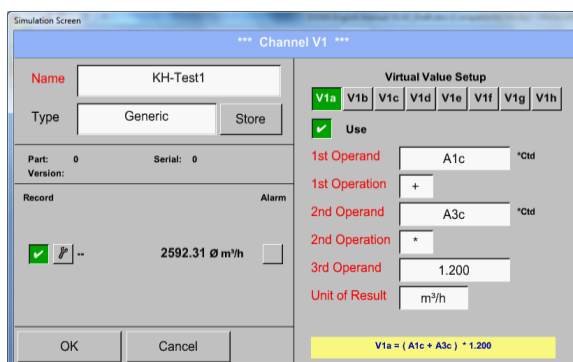 Simulation Screen
*** Channel V1 ***
Name KH-Test1
Type Generic Store
Part: 0 Serial: 0
Version:
Record Alarm
-- 2592.31 Ø m³/h
OK Cancel
Virtual Value Setup
V1a V1b V1c V1d V1e V1f V1g V1h
Use
1st Operand A1c °Ctd
1st Operation +
2nd Operand A3c °Ctd
2nd Operation *
3rd Operand 1.200
Unit of Result m³/h
V1a = ( A1c + A3c ) * 1.200